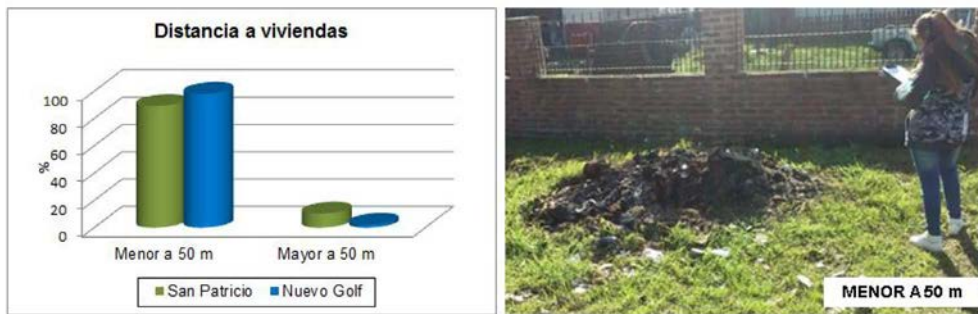 Distancia a viviendas
100
80
60
40
20
0
%
Menor a 50 m
Mayor a 50 m
San Patricio
Nuevo Golf
MENOR A 50 m